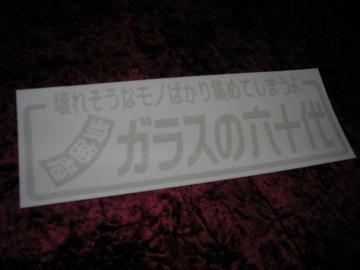 壊れそうなモノばかり集めてしまうよ
ガラスの六十代